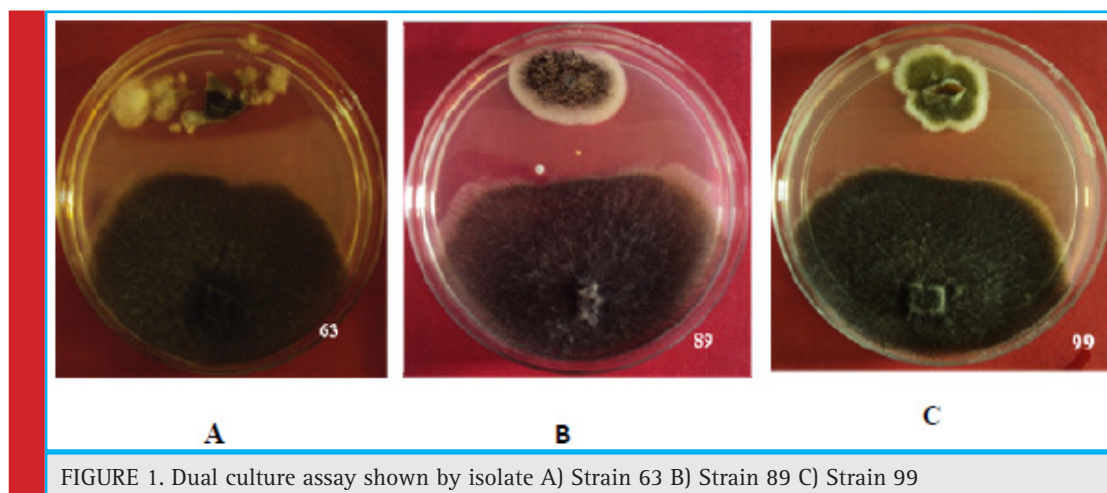 63
89
99
A
B
C
FIGURE 1. Dual culture assay shown by isolate A) Strain 63 B) Strain 89 C) Strain 99